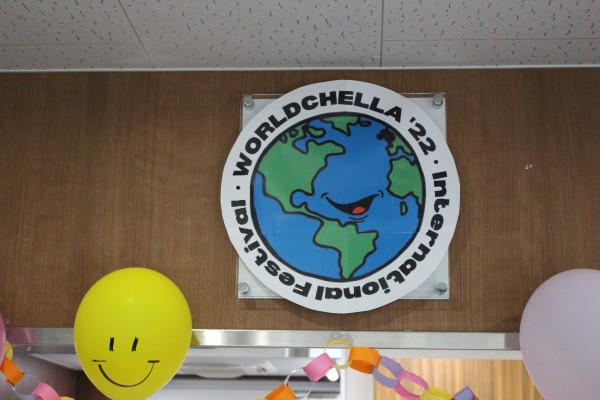 WORLDCHELLA '22 · International Festival ·